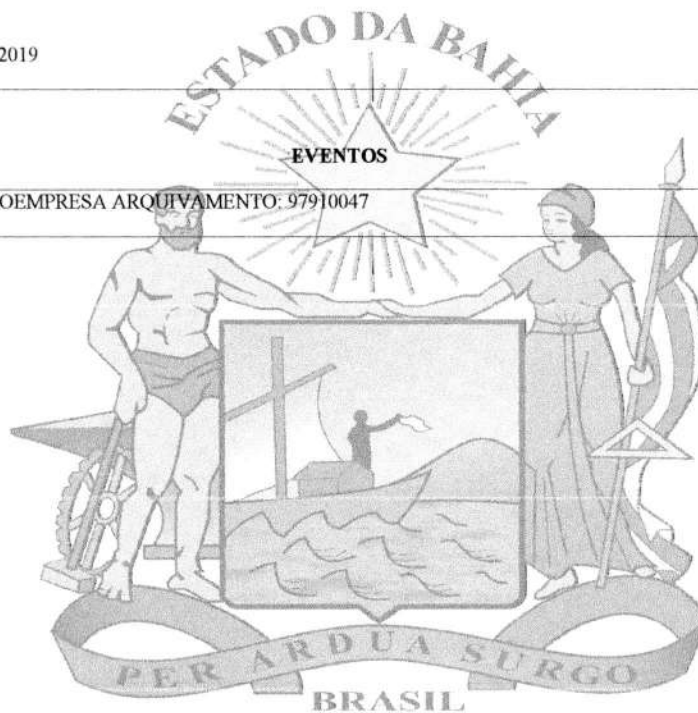 2019
ESTADO DA BAHIA
EVENTOS
OEMPRESA ARQUIVAMENTO: 97910047
PER ARDUA SURGO
BRASIL